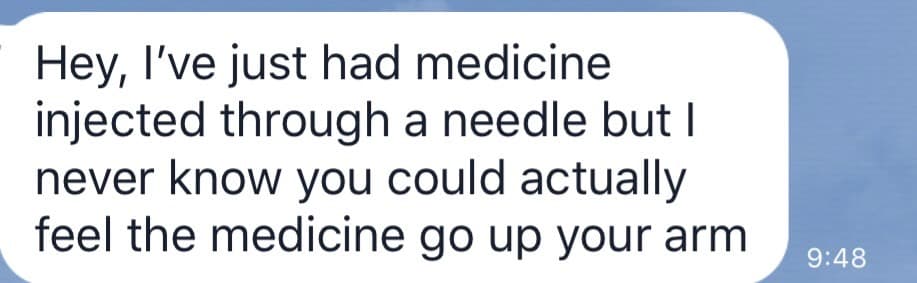 Hey, I’ve just had medicine
injected through a needle but I
never know you could actually
feel the medicine go up your arm
9:48